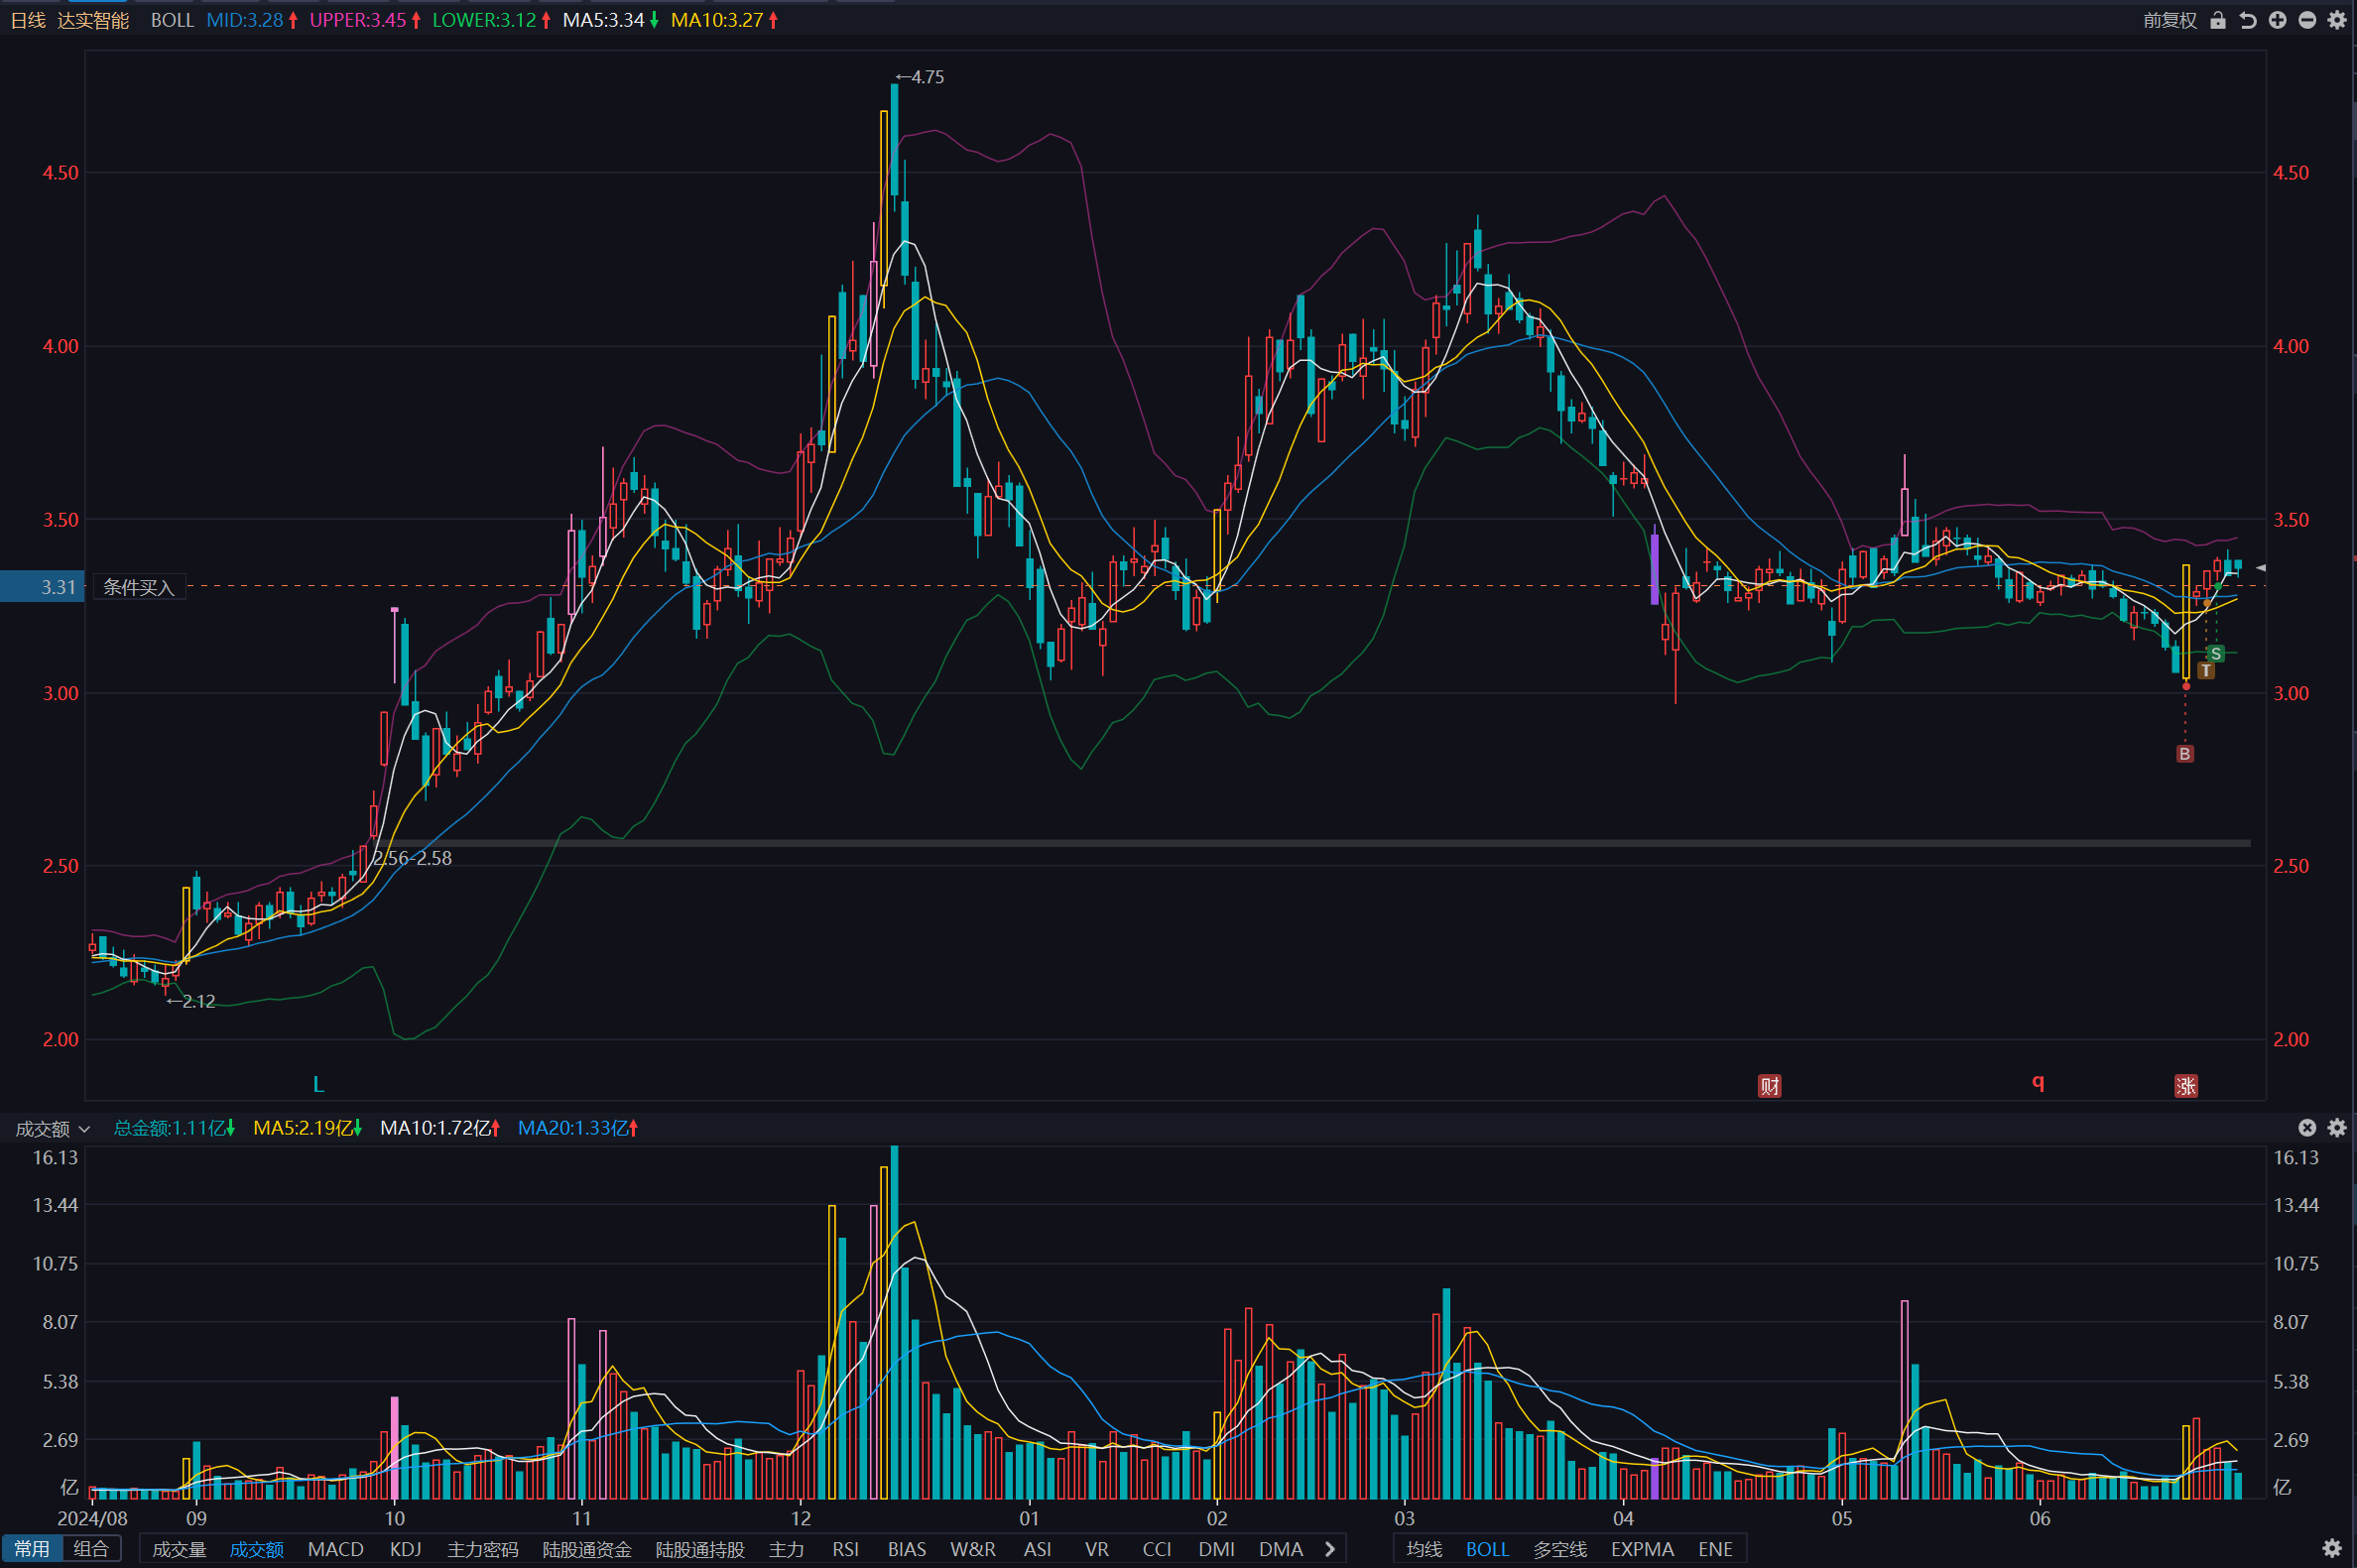 日线 达实智能 BOLL MID:3.28↑ UPPER:3.45↑ LOWER:3.12↑ MA5:3.34↓ MA10:3.27↑ 前复权
←4.75
4.50 4.50
4.00 4.00
3.50 3.50
3.31 条件买入
S
T
3.00 3.00
B
2.56-2.58
2.50 2.50
←2.12
2.00 2.00
L 财 q 涨
成交额 总金额:1.11亿↓ MA5:2.19亿↓ MA10:1.72亿↑ MA20:1.33亿↑
16.13 16.13
13.44 13.44
10.75 10.75
8.07 8.07
5.38 5.38
2.69 2.69
亿 亿
2024/08 09 10 11 12 01 02 03 04 05 06
常用 组合 成交量 成交额 MACD KDJ 主力密码 陆股通资金 陆股通持股 主力 RSI BIAS W&R ASI VR CCI DMI DMA 均线 BOLL 多空线 EXPMA ENE